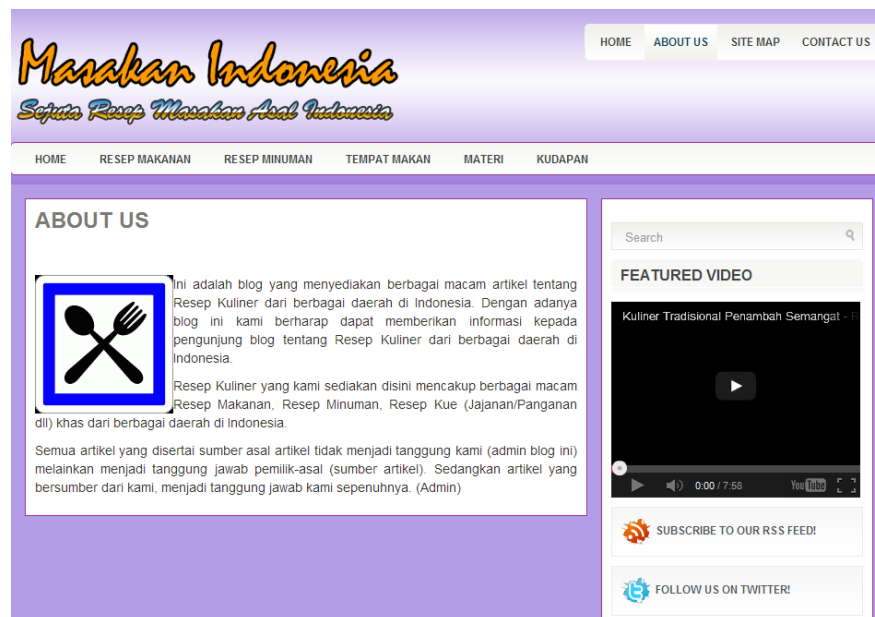 Masakan Indonesia
Sejuta Resep Masakan Asal Indonesia
HOME ABOUT US SITE MAP CONTACT US
HOME RESEP MAKANAN RESEP MINUMAN TEMPAT MAKAN MATERI KUDAPAN
ABOUT US
Ini adalah blog yang menyediakan berbagai macam artikel tentang
Resep Kuliner dari berbagai daerah di Indonesia. Dengan adanya
blog ini kami berharap dapat memberikan informasi kepada
pengunjung blog tentang Resep Kuliner dari berbagai daerah di
Indonesia.
Resep Kuliner yang kami sediakan disini mencakup berbagai macam
Resep Makanan, Resep Minuman, Resep Kue (Jajanan/Panganan
dll) khas dari berbagai daerah di Indonesia.
Semua artikel yang disertai sumber asal artikel tidak menjadi tanggung kami (admin blog ini)
melainkan menjadi tanggung jawab pemilik-asal (sumber artikel). Sedangkan artikel yang
bersumber dari kami, menjadi tanggung jawab kami sepenuhnya. (Admin)
Search
FEATURED VIDEO
Kuliner Tradisional Penambah Semangat -
0:00 / 7:58 YouTube
SUBSCRIBE TO OUR RSS FEED!
FOLLOW US ON TWITTER!